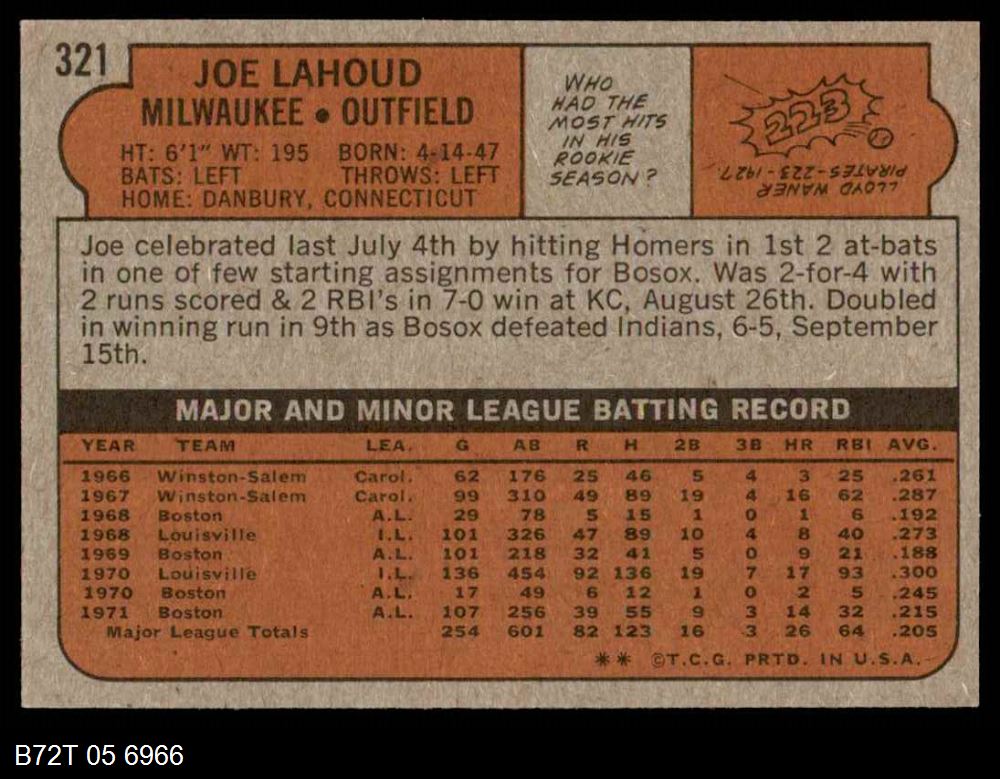 321
JOE LAHOUD
MILWAUKEE • OUTFIELD
HT: 6'1" WT: 195 BORN: 4-14-47
BATS: LEFT THROWS: LEFT
HOME: DANBURY, CONNECTICUT
WHO
HAD THE
MOST HITS
IN HIS
ROOKIE
SEASON?
223
LLOYD WANER
PIRATES-223-1927
Joe celebrated last July 4th by hitting Homers in 1st 2 at-bats
in one of few starting assignments for Bosox. Was 2-for-4 with
2 runs scored & 2 RBI's in 7-0 win at KC, August 26th. Doubled
in winning run in 9th as Bosox defeated Indians, 6-5, September
15th.
MAJOR AND MINOR LEAGUE BATTING RECORD
YEAR TEAM LEA. G AB R H 2B 3B HR RBI AVG.
1966 Winston-Salem Carol. 62 176 25 46 5 4 3 25 .261
1967 Winston-Salem Carol. 99 310 49 89 19 4 16 62 .287
1968 Boston A.L. 29 78 5 15 1 0 1 6 .192
1968 Louisville I.L. 101 326 47 89 10 4 8 40 .273
1969 Boston A.L. 101 218 32 41 5 0 9 21 .188
1970 Louisville I.L. 136 454 92 136 19 7 17 93 .300
1970 Boston A.L. 17 49 6 12 1 0 2 5 .245
1971 Boston A.L. 107 256 39 55 9 3 14 32 .215
Major League Totals 254 601 82 123 16 3 26 64 .205
** ©T.C.G. PRTD. IN U.S.A.
B72T 05 6966